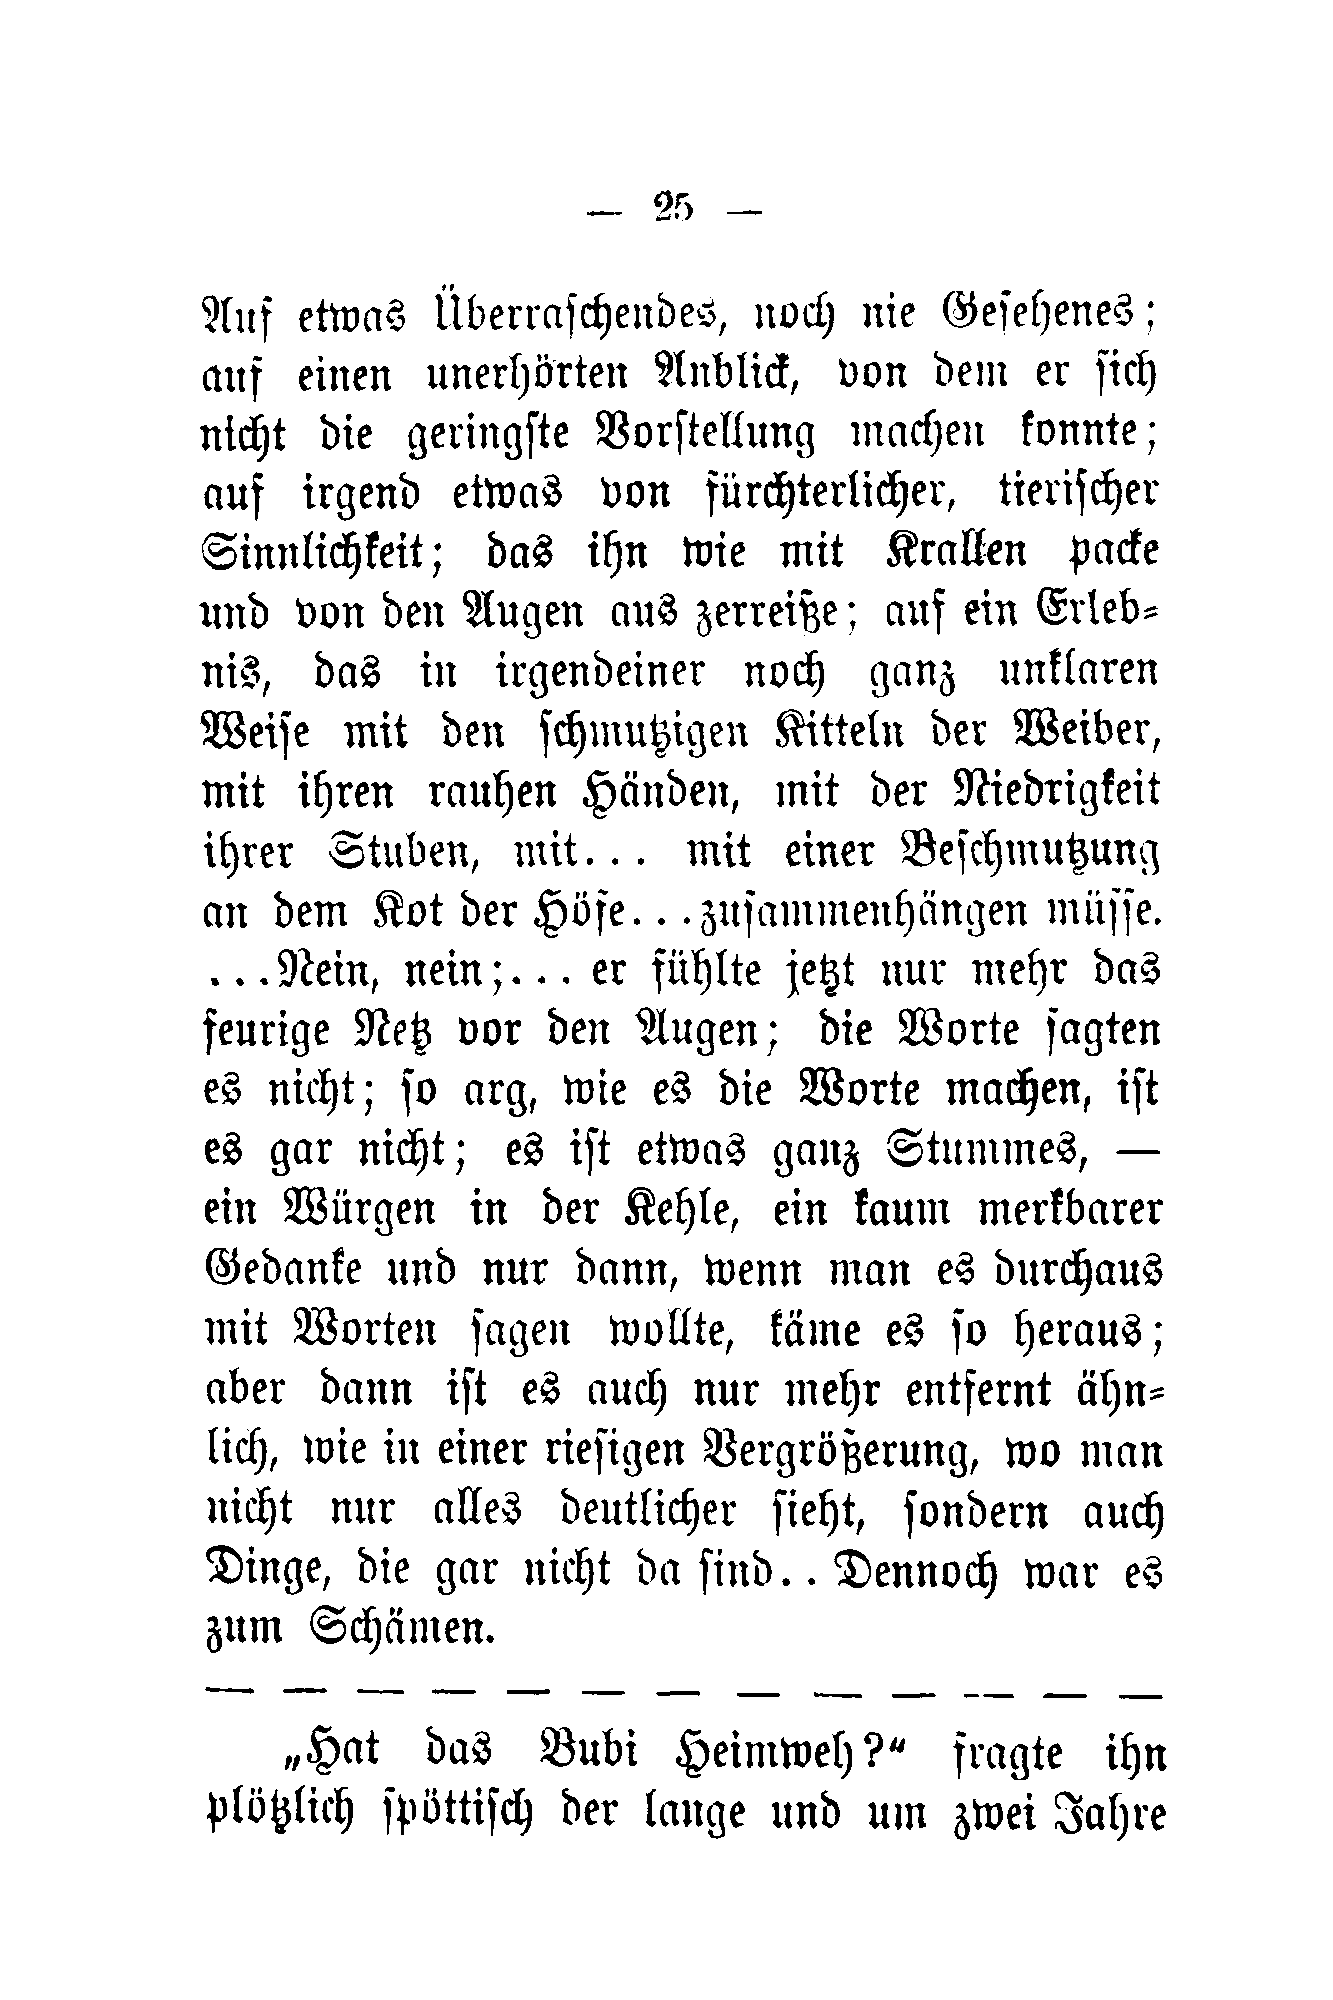 — 25 —
Auf etwas Überraschendes, noch nie Gesehenes;
auf einen unerhörten Anblick, von dem er sich
nicht die geringste Vorstellung machen konnte;
auf irgend etwas von fürchterlicher, tierischer
Sinnlichkeit; das ihn wie mit Krallen packe
und von den Augen aus zerreiße; auf ein Erleb-
nis, das in irgendeiner noch ganz unklaren
Weise mit den schmutzigen Kitteln der Weiber,
mit ihren rauhen Händen, mit der Niedrigkeit
ihrer Stuben, mit... mit einer Beschmutzung
an dem Kot der Höfe...zusammenhängen müsse.
...Nein, nein;... er fühlte jetzt nur mehr das
feurige Netz vor den Augen; die Worte sagten
es nicht; so arg, wie es die Worte machen, ist
es gar nicht; es ist etwas ganz Stummes, —
ein Würgen in der Kehle, ein kaum merkbarer
Gedanke und nur dann, wenn man es durchaus
mit Worten sagen wollte, käme es so heraus;
aber dann ist es auch nur mehr entfernt ähn-
lich, wie in einer riesigen Vergrößerung, wo man
nicht nur alles deutlicher sieht, sondern auch
Dinge, die gar nicht da sind.. Dennoch war es
zum Schämen.
— — — — — — — — — — — — —
„Hat das Bubi Heimweh?“ fragte ihn
plötzlich spöttisch der lange und um zwei Jahre